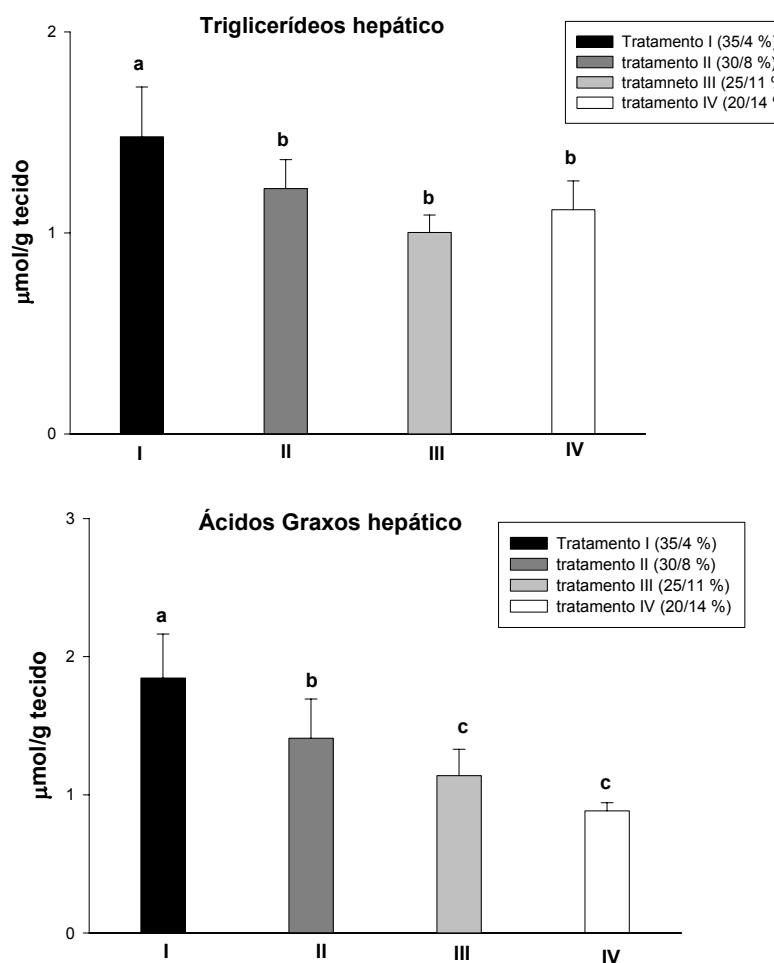 Triglicerídeos hepático
Tratamento I (35/4 %)
tratamento II (30/8 %)
tratamneto III (25/11 %
tratamento IV (20/14 %
2
1
0
µmol/g tecido
a
b
b
b
I
II
III
IV
Ácidos Graxos hepático
Tratamento I (35/4 %)
tratamento II (30/8 %)
tratamento III (25/11 %)
tratamento IV (20/14 %)
3
2
1
0
µmol/g tecido
a
b
c
c
I
II
III
IV